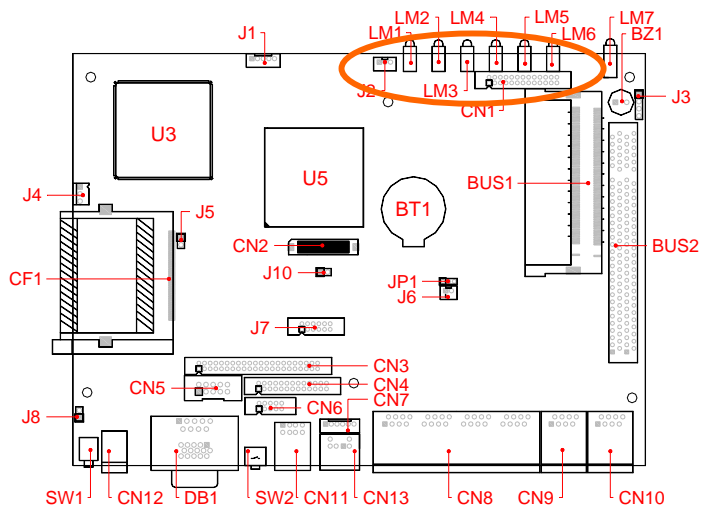 LM2 LM4 LM5 LM7
J1 LM1 LM6 BZ1
J2 LM3 CN1 J3
U3
U5
J4 BUS1
BT1
J5
CN2 BUS2
CF1 J10 JP1
J6
J7
CN3
CN5 CN4
CN6 CN7
J8
SW1 CN12 DB1 SW2 CN11 CN13 CN8 CN9 CN10